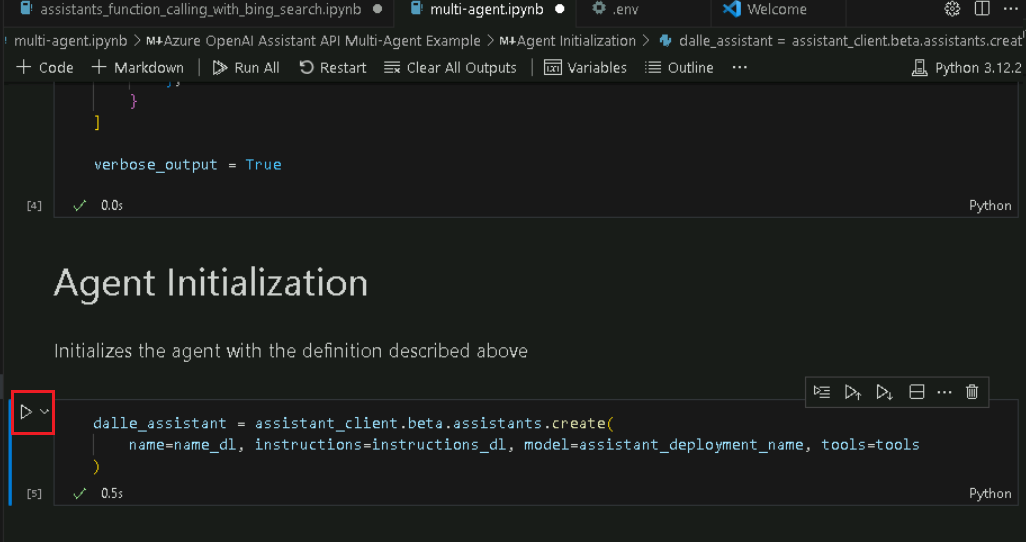 assistants_function_calling_with_bing_search.ipynb ● multi-agent.ipynb ● .env Welcome ...
multi-agent.ipynb > M↓Azure OpenAI Assistant API Multi-Agent Example > M↓Agent Initialization > dalle_assistant = assistant_client.beta.assistants.creat
+ Code + Markdown | Run All Restart Clear All Outputs | Variables Outline ... Python 3.12.2
},
}
]
verbose_output = True
[4] ✓ 0.0s Python
Agent Initialization
Initializes the agent with the definition described above
dalle_assistant = assistant_client.beta.assistants.create(
name=name_dl, instructions=instructions_dl, model=assistant_deployment_name, tools=tools
)
[5] ✓ 0.5s Python